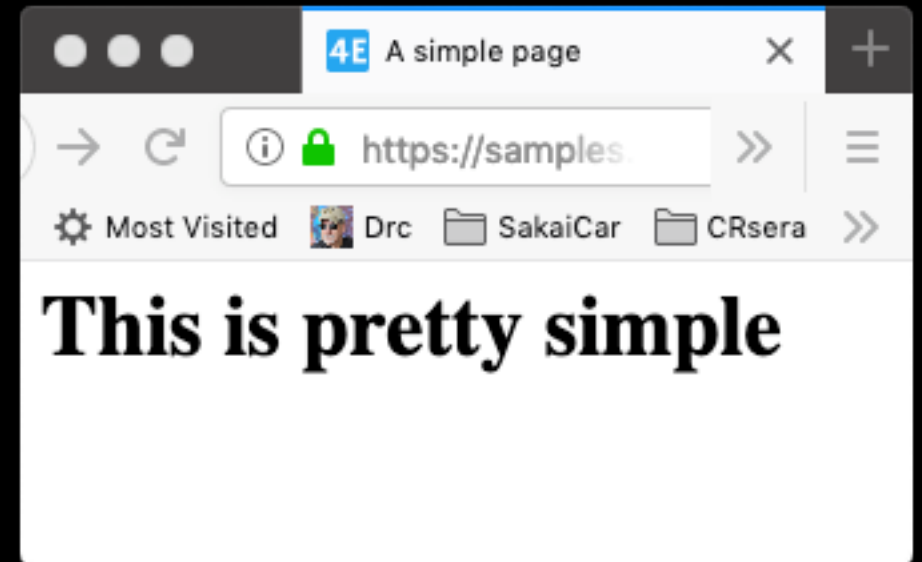 4E A simple page
https://samples.
Most Visited Drc SakaiCar CRsera
This is pretty simple